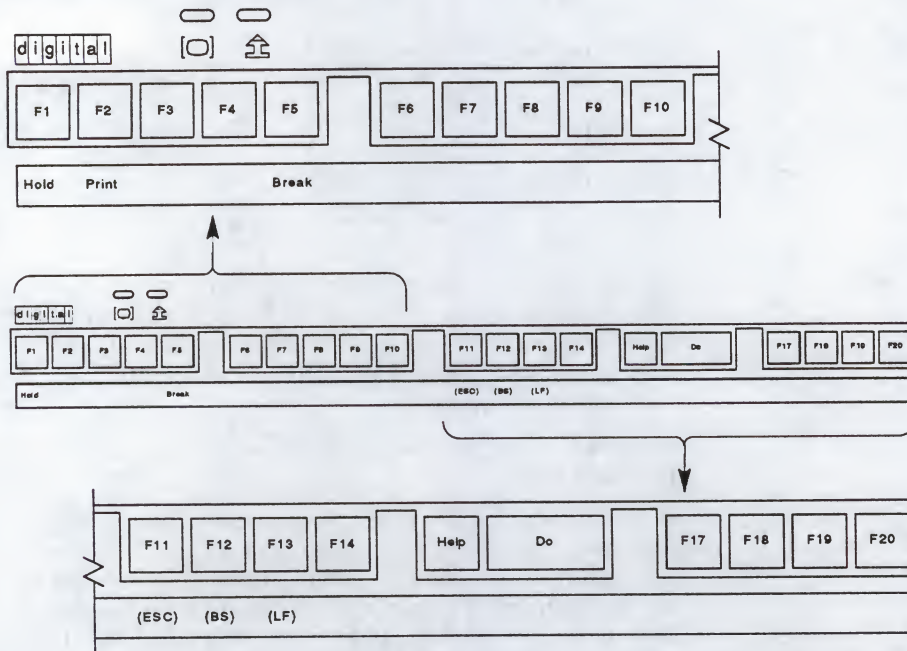 digital
F1 F2 F3 F4 F5 F6 F7 F8 F9 F10
Hold Print Break
digital
F1 F2 F3 F4 F5 F6 F7 F8 F9 F10 F11 F12 F13 F14 Help Do F17 F18 F19 F20
Hold Break (ESC) (BS) (LF)
F11 F12 F13 F14 Help Do F17 F18 F19 F20
(ESC) (BS) (LF)